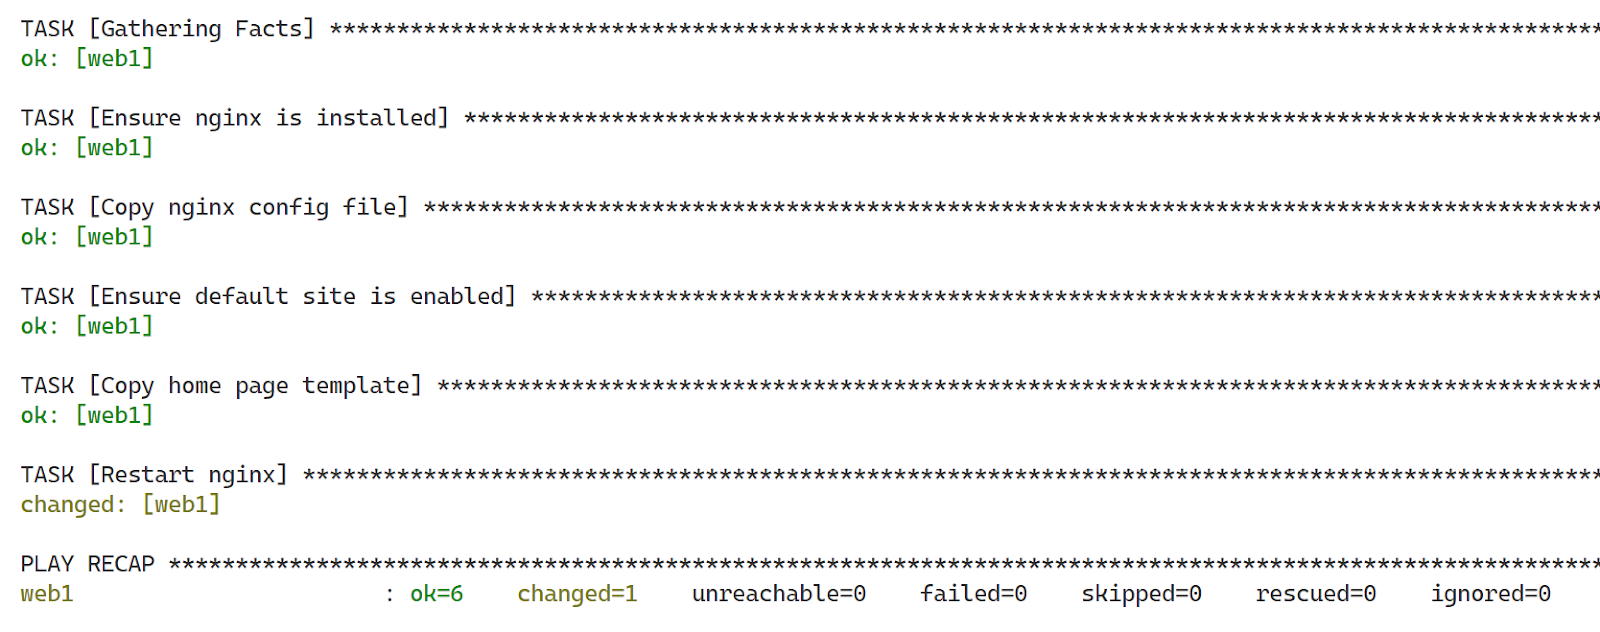 TASK [Gathering Facts] ***********************************************************************************************
ok: [web1]
TASK [Ensure nginx is installed] *************************************************************************************
ok: [web1]
TASK [Copy nginx config file] ****************************************************************************************
ok: [web1]
TASK [Ensure default site is enabled] ********************************************************************************
ok: [web1]
TASK [Copy home page template] ***************************************************************************************
ok: [web1]
TASK [Restart nginx] *************************************************************************************************
changed: [web1]
PLAY RECAP ***********************************************************************************************************
web1                       : ok=6    changed=1    unreachable=0    failed=0    skipped=0    rescued=0    ignored=0